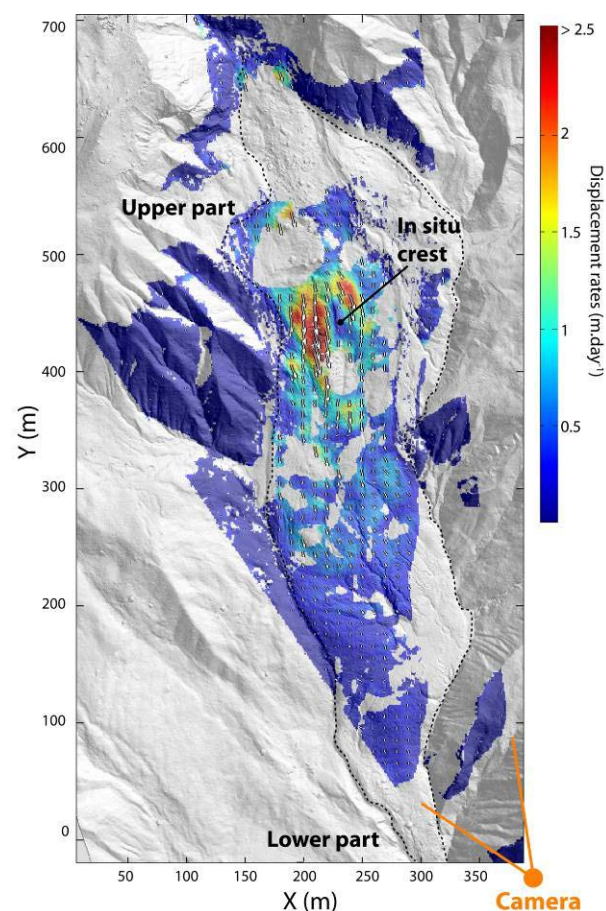 700
600
500
400
300
200
100
0
Y (m)
50
100
150
200
250
300
350
X (m)
Upper part
In situ
crest
Lower part
Camera
> 2.5
2
1.5
1
0.5
Displacement rates (m.day⁻¹)